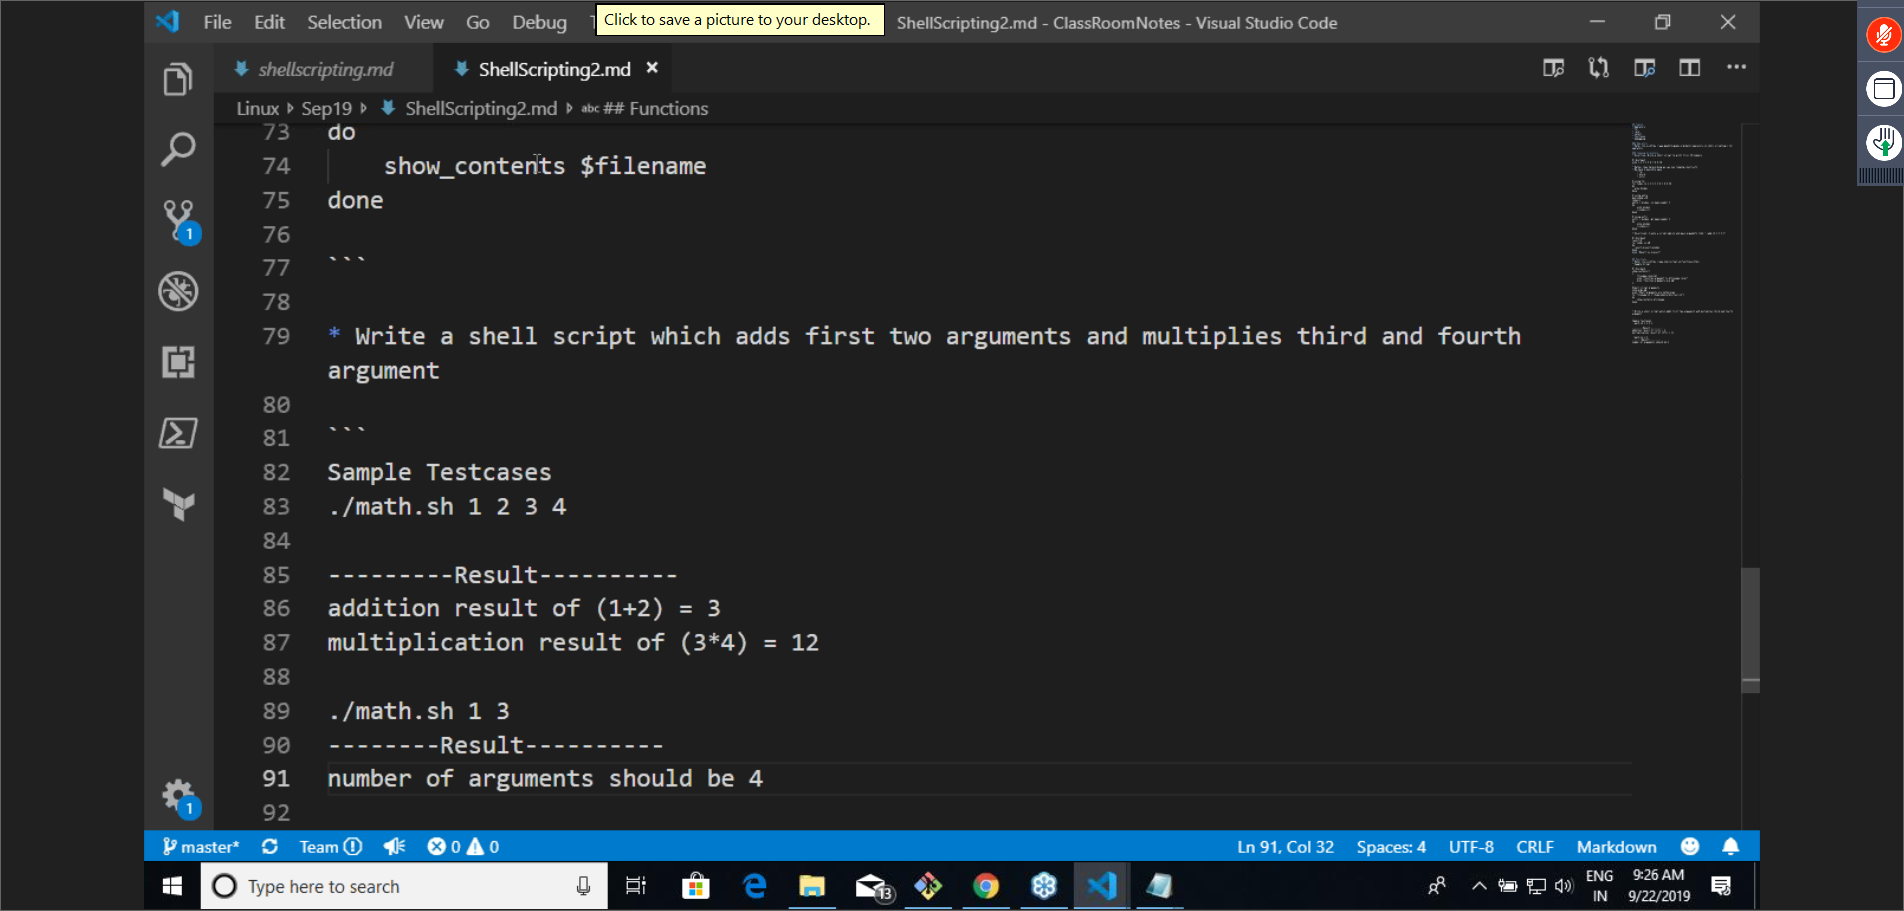 File Edit Selection View Go Debug Click to save a picture to your desktop. ShellScripting2.md - ClassRoomNotes - Visual Studio Code
shellscripting.md ShellScripting2.md
Linux Sep19 ShellScripting2.md abc ## Functions
73 do
74 show_contents $filename
75 done
76
77 ```
78
79 * Write a shell script which adds first two arguments and multiplies third and fourth
argument
80
81 ```
82 Sample Testcases
83 ./math.sh 1 2 3 4
84
85 ---------Result----------
86 addition result of (1+2) = 3
87 multiplication result of (3*4) = 12
88
89 ./math.sh 1 3
90 --------Result----------
91 number of arguments should be 4
92
1
1
master* Team 0 0 Ln 91, Col 32 Spaces: 4 UTF-8 CRLF Markdown
Type here to search 13 ENG 9:26 AM
IN 9/22/2019